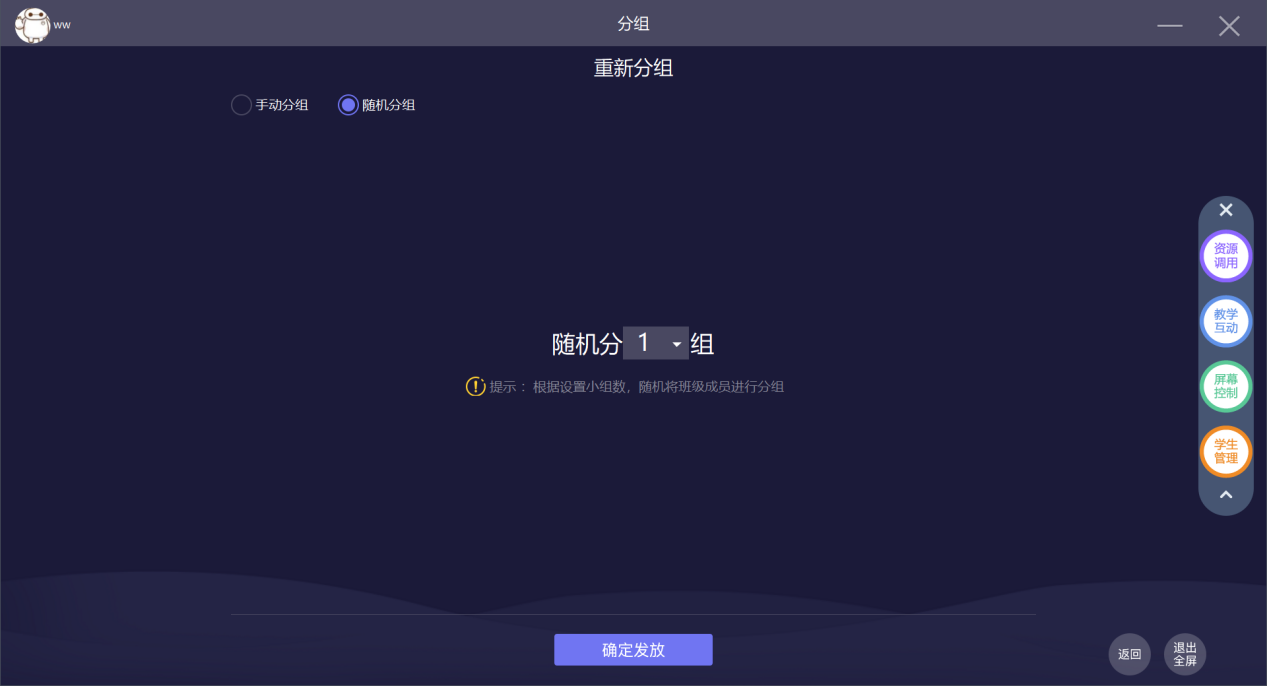 ww
分组
重新分组
手动分组
随机分组
资源
调用
教学
互动
屏幕
控制
学生
管理
随机分 1 组
提示： 根据设置小组数，随机将班级成员进行分组
确定发放
返回
退出
全屏